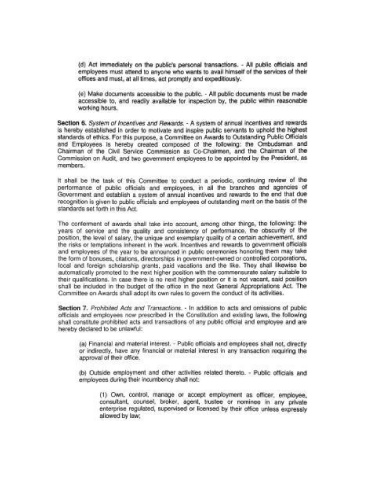 (d) Act immediately on the public's personal transactions. - All public officials and
employees must attend to anyone who wants to avail himself of the services of their
offices and must, at all times, act promptly and expeditiously.
(e) Make documents accessible to the public. - All public documents must be made
accessible to, and readily available for inspection by, the public within reasonable
working hours.
Section 6. System of Incentives and Rewards. - A system of annual incentives and rewards
is hereby established in order to motivate and inspire public servants to uphold the highest
standards of ethics. For this purpose, a Committee on Awards to Outstanding Public Officials
and Employees is hereby created composed of the following: the Ombudsman and
Chairman of the Civil Service Commission as Co-Chairmen, and the Chairman of the
Commission on Audit, and two government employees to be appointed by the President, as
members.
It shall be the task of this Committee to conduct a periodic, continuing review of the
performance of public officials and employees, in all the branches and agencies of
Government and establish a system of annual incentives and rewards to the end that due
recognition is given to public officials and employees of outstanding merit on the basis of the
standards set forth in this Act.
The conferment of awards shall take into account, among other things, the following: the
years of service and the quality and consistency of performance, the obscurity of the
position, the level of salary, the unique and exemplary quality of a certain achievement, and
the risks or temptations inherent in the work. Incentives and rewards to government officials
and employees of the year to be announced in public ceremonies honoring them may take
the form of bonuses, citations, directorships in government-owned or controlled corporations,
local and foreign scholarship grants, paid vacations and the like. They shall likewise be
automatically promoted to the next higher position with the commensurate salary suitable to
their qualifications. In case there is no next higher position or it is not vacant, said position
shall be included in the budget of the office in the next General Appropriations Act. The
Committee on Awards shall adopt its own rules to govern the conduct of its activities.
Section 7. Prohibited Acts and Transactions. - In addition to acts and omissions of public
officials and employees now prescribed in the Constitution and existing laws, the following
shall constitute prohibited acts and transactions of any public official and employee and are
hereby declared to be unlawful:
(a) Financial and material interest. - Public officials and employees shall not, directly
or indirectly, have any financial or material interest in any transaction requiring the
approval of their office.
(b) Outside employment and other activities related thereto. - Public officials and
employees during their incumbency shall not:
(1) Own, control, manage or accept employment as officer, employee,
consultant, counsel, broker, agent, trustee or nominee in any private
enterprise regulated, supervised or licensed by their office unless expressly
allowed by law;